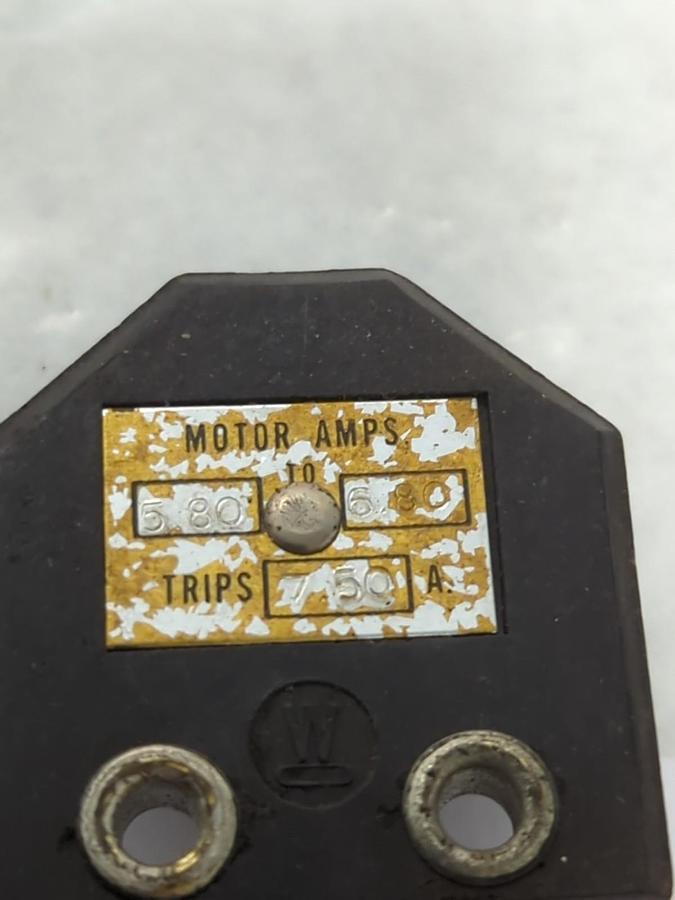 MOTOR AMPS.
TO
5.80 6.80
TRIPS 7.50 A.
W